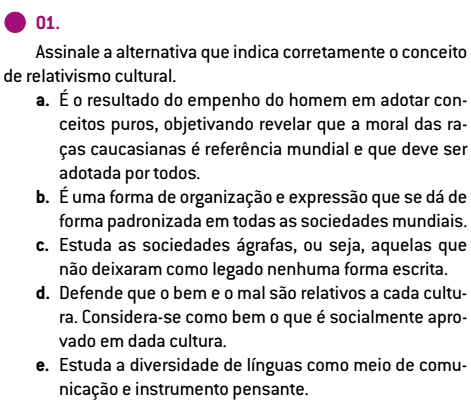 01.
Assinale a alternativa que indica corretamente o conceito
de relativismo cultural.
a. É o resultado do empenho do homem em adotar con-
ceitos puros, objetivando revelar que a moral das ra-
ças caucasianas é referência mundial e que deve ser
adotada por todos.
b. É uma forma de organização e expressão que se dá de
forma padronizada em todas as sociedades mundiais.
c. Estuda as sociedades ágrafas, ou seja, aquelas que
não deixaram como legado nenhuma forma escrita.
d. Defende que o bem e o mal são relativos a cada cultu-
ra. Considera-se como bem o que é socialmente apro-
vado em dada cultura.
e. Estuda a diversidade de línguas como meio de comu-
nicação e instrumento pensante.